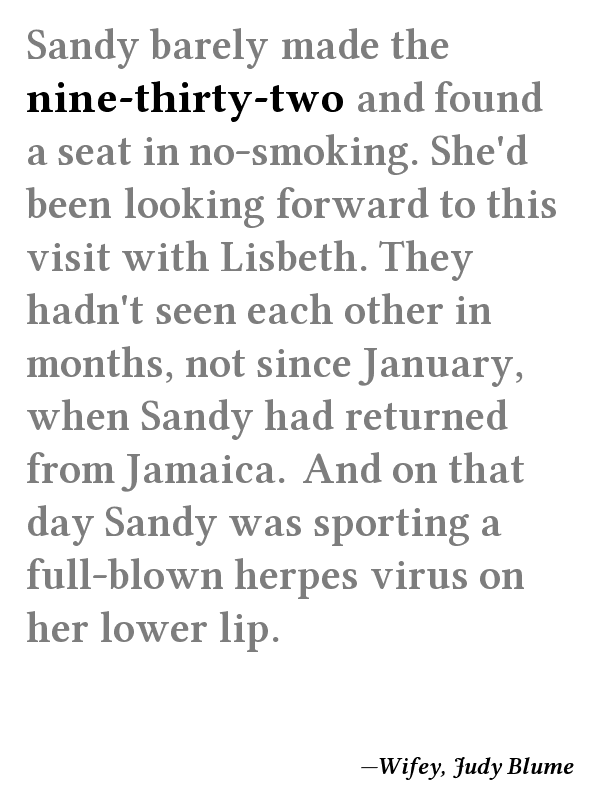 Sandy barely made the
nine-thirty-two and found
a seat in no-smoking. She'd
been looking forward to this
visit with Lisbeth. They
hadn't seen each other in
months, not since January,
when Sandy had returned
from Jamaica.  And on that
day Sandy was sporting a
full-blown herpes virus on
her lower lip.
—Wifey, Judy Blume